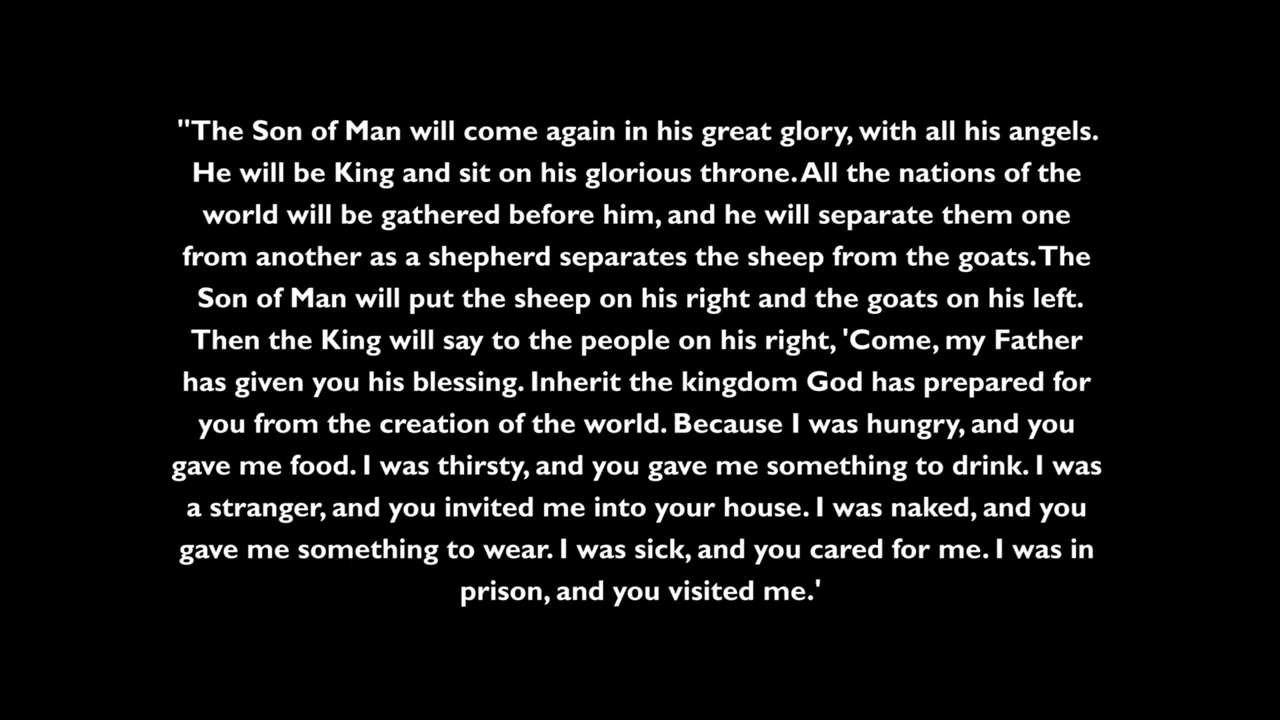 "The Son of Man will come again in his great glory, with all his angels.
He will be King and sit on his glorious throne. All the nations of the
world will be gathered before him, and he will separate them one
from another as a shepherd separates the sheep from the goats. The
Son of Man will put the sheep on his right and the goats on his left.
Then the King will say to the people on his right, 'Come, my Father
has given you his blessing. Inherit the kingdom God has prepared for
you from the creation of the world. Because I was hungry, and you
gave me food. I was thirsty, and you gave me something to drink. I was
a stranger, and you invited me into your house. I was naked, and you
gave me something to wear. I was sick, and you cared for me. I was in
prison, and you visited me.'